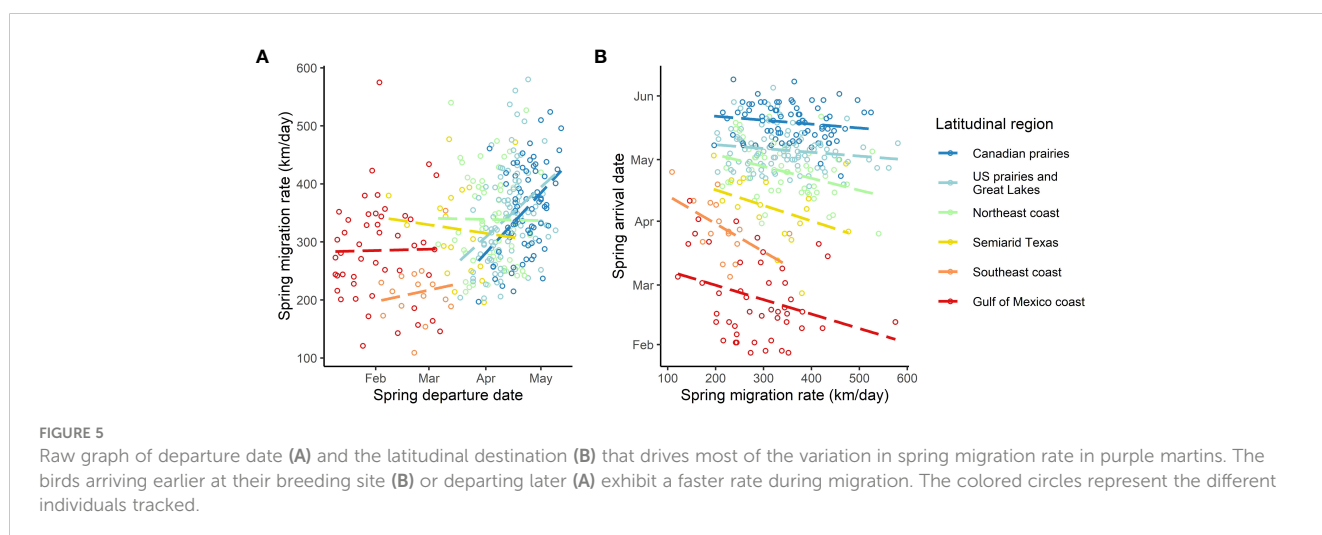 A
B
600
500
400
300
200
100
Spring migration rate (km/day)
Feb
Mar
Apr
May
Spring departure date
Jun
May
Apr
Mar
Feb
Spring arrival date
100
200
300
400
500
600
Spring migration rate (km/day)
Latitudinal region
Canadian prairies
US prairies and
Great Lakes
Northeast coast
Semiarid Texas
Southeast coast
Gulf of Mexico coast
FIGURE 5
Raw graph of departure date (A) and the latitudinal destination (B) that drives most of the variation in spring migration rate in purple martins. The
birds arriving earlier at their breeding site (B) or departing later (A) exhibit a faster rate during migration. The colored circles represent the different
individuals tracked.